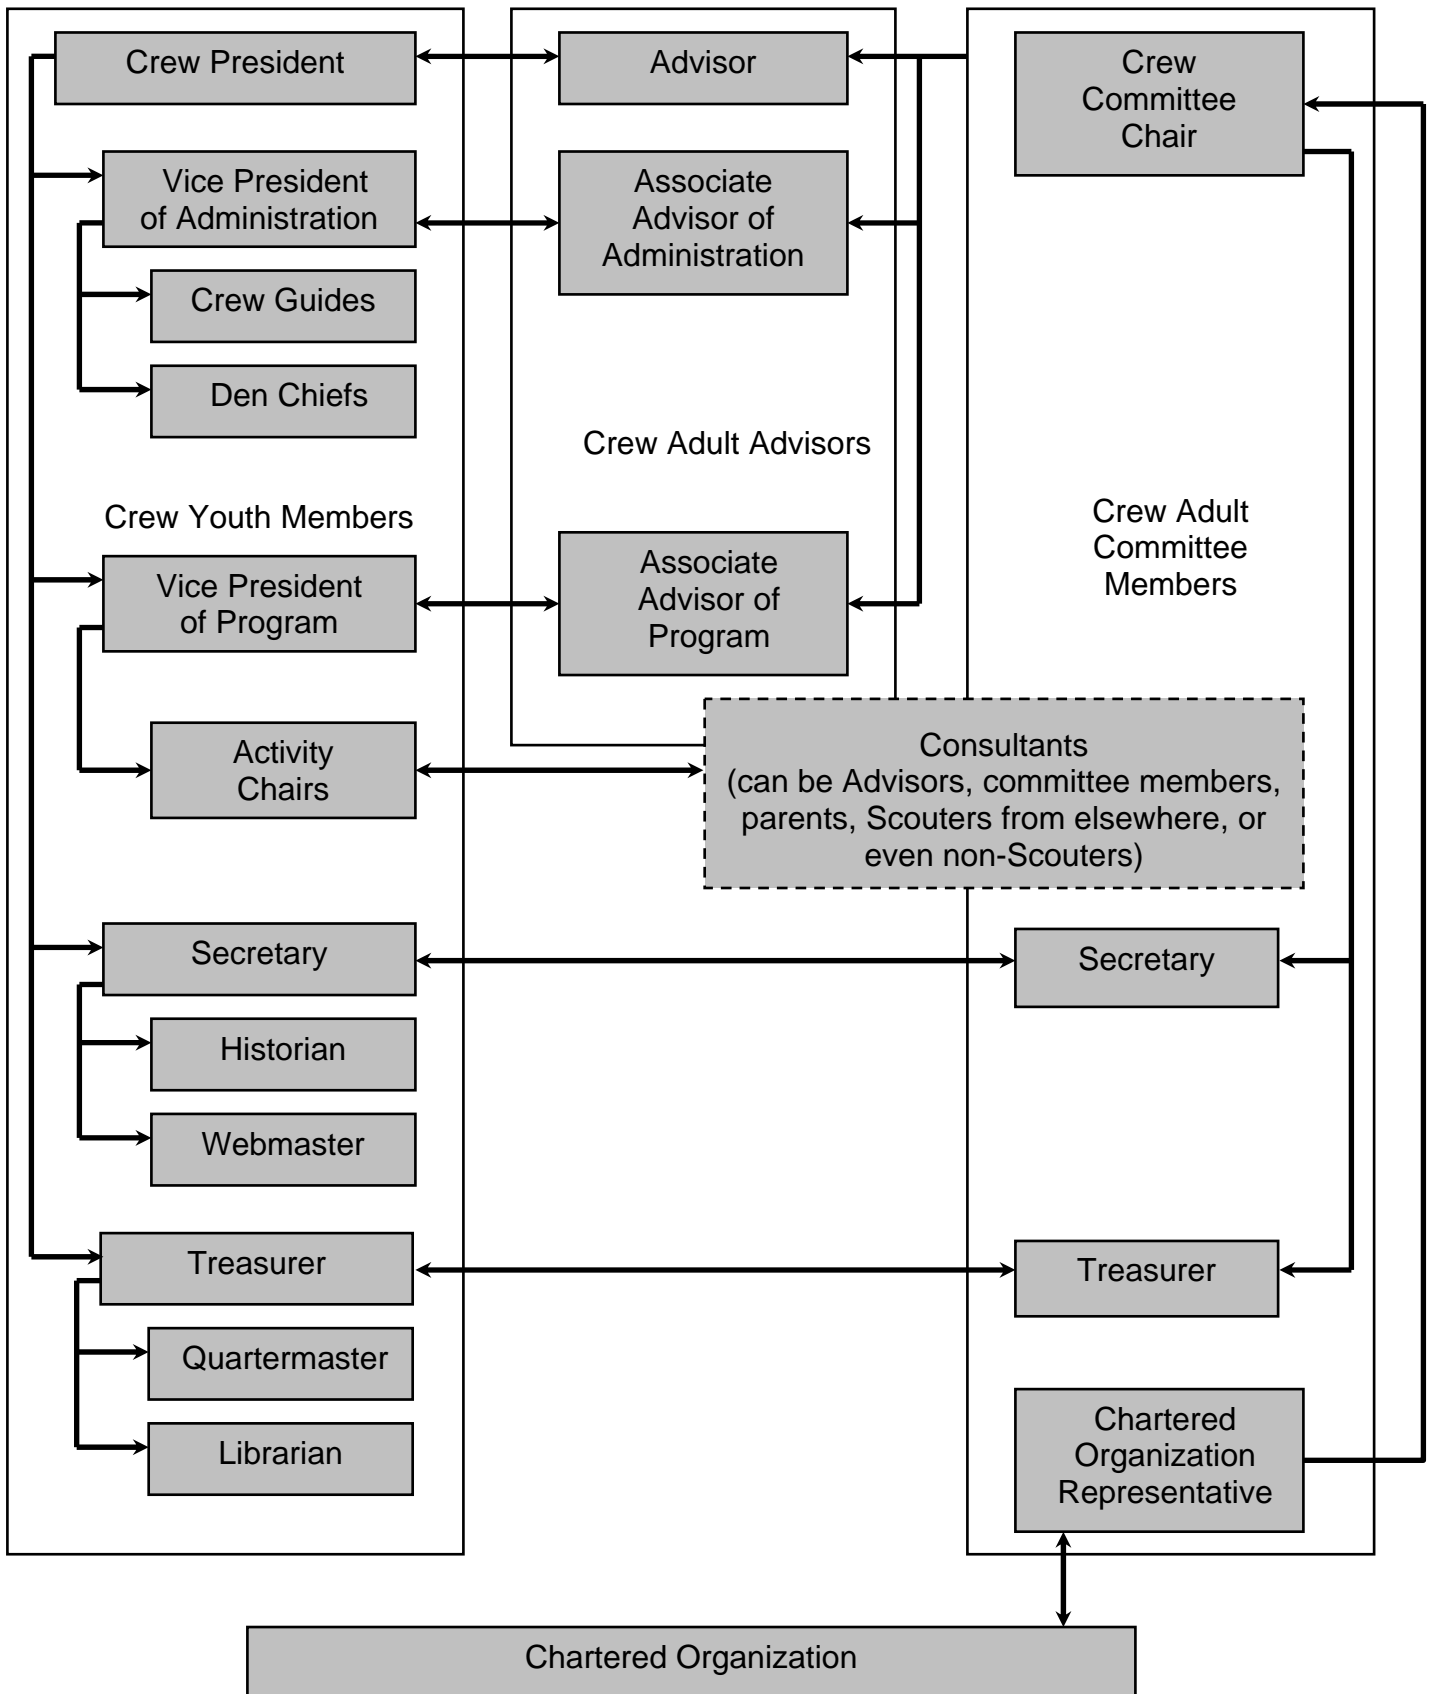 Crew President
Vice President
of Administration
Crew Guides
Den Chiefs
Crew Youth Members
Vice President
of Program
Activity
Chairs
Secretary
Historian
Webmaster
Treasurer
Quartermaster
Librarian
Advisor
Associate
Advisor of
Administration
Crew Adult Advisors
Associate
Advisor of
Program
Consultants
(can be Advisors, committee members,
parents, Scouters from elsewhere, or
even non-Scouters)
Crew
Committee
Chair
Crew Adult
Committee
Members
Secretary
Treasurer
Chartered
Organization
Representative
Chartered Organization